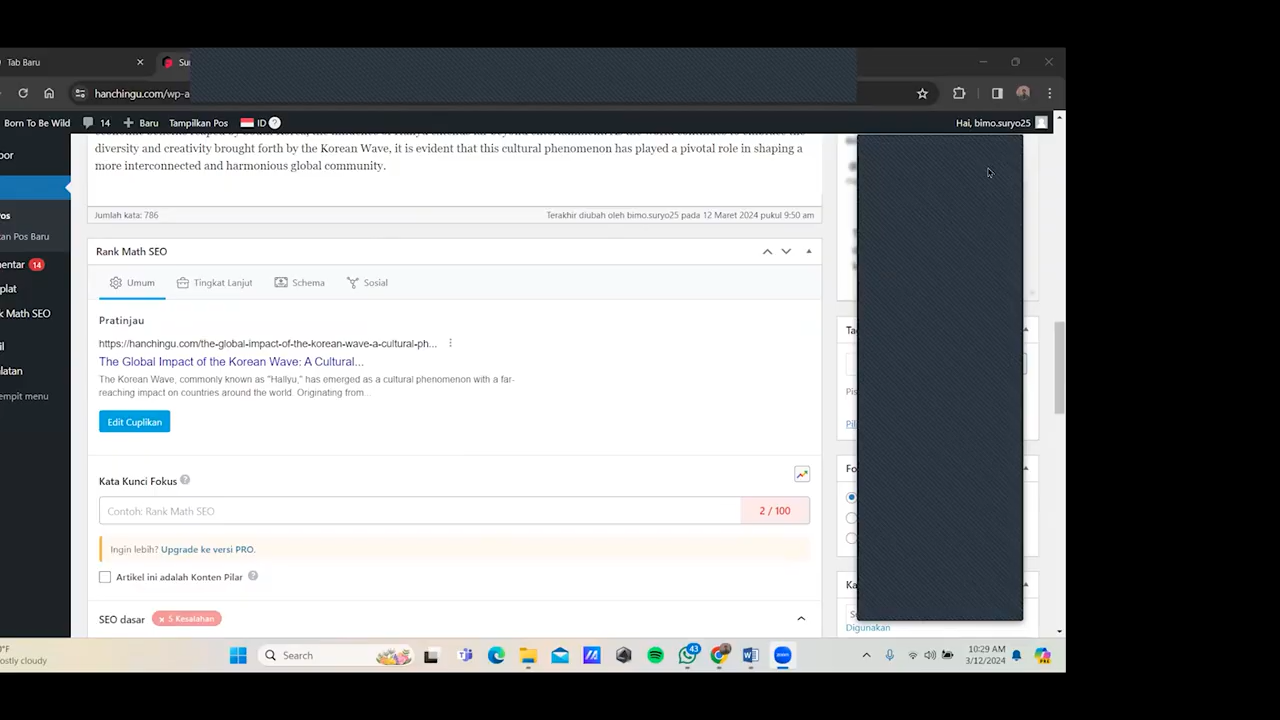 Tab Baru
hanchingu.com/wp-a
Born To Be Wild 14 Baru Tampilkan Pos ID ? Hai, bimo.suryo25
diversity and creativity brought forth by the Korean Wave, it is evident that this cultural phenomenon has played a pivotal role in shaping a
more interconnected and harmonious global community.
Jumlah kata: 786 Terakhir diubah oleh bimo.suryo25 pada 12 Maret 2024 pukul 9:50 am
an Pos Baru
entar 14
plat
k Math SEO
alatan
empit menu
Rank Math SEO
Umum Tingkat Lanjut Schema Sosial
Pratinjau
https://hanchingu.com/the-global-impact-of-the-korean-wave-a-cultural-ph...
The Global Impact of the Korean Wave: A Cultural...
The Korean Wave, commonly known as "Hallyu," has emerged as a cultural phenomenon with a far-
reaching impact on countries around the world. Originating from...
Edit Cuplikan
Kata Kunci Fokus ?
Contoh: Rank Math SEO 2 / 100
Ingin lebih? Upgrade ke versi PRO.
Artikel ini adalah Konten Pilar ?
SEO dasar × 5 Kesalahan
Digunakan
ostly cloudy
Search
43
10:29 AM
3/12/2024